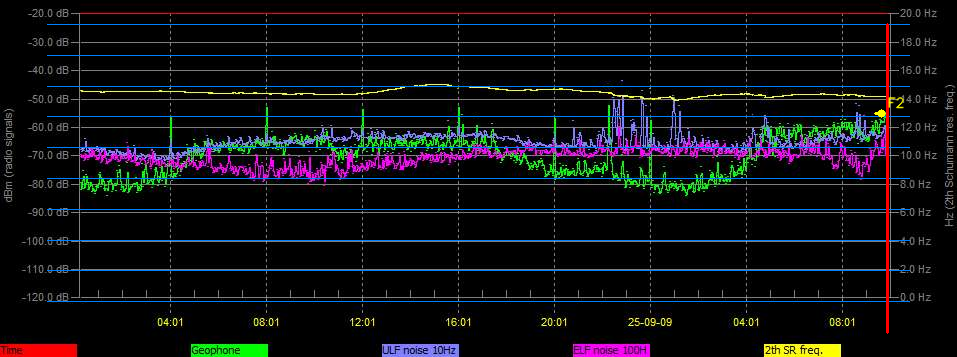 -20.0 dB 20.0 Hz
-30.0 dB 18.0 Hz
-40.0 dB 16.0 Hz
-50.0 dB 14.0 Hz
F2
-60.0 dB 12.0 Hz
-70.0 dB 10.0 Hz
-80.0 dB 8.0 Hz
-90.0 dB 6.0 Hz
-100.0 dB 4.0 Hz
-110.0 dB 2.0 Hz
-120.0 dB 0.0 Hz
dBm (radio signals)
Hz (2th Schumann res. freq.)
04:01 08:01 12:01 16:01 20:01 25-09-09 04:01 08:01
Time Geophone ULF noise 10Hz ELF noise 100H 2th SR freq.